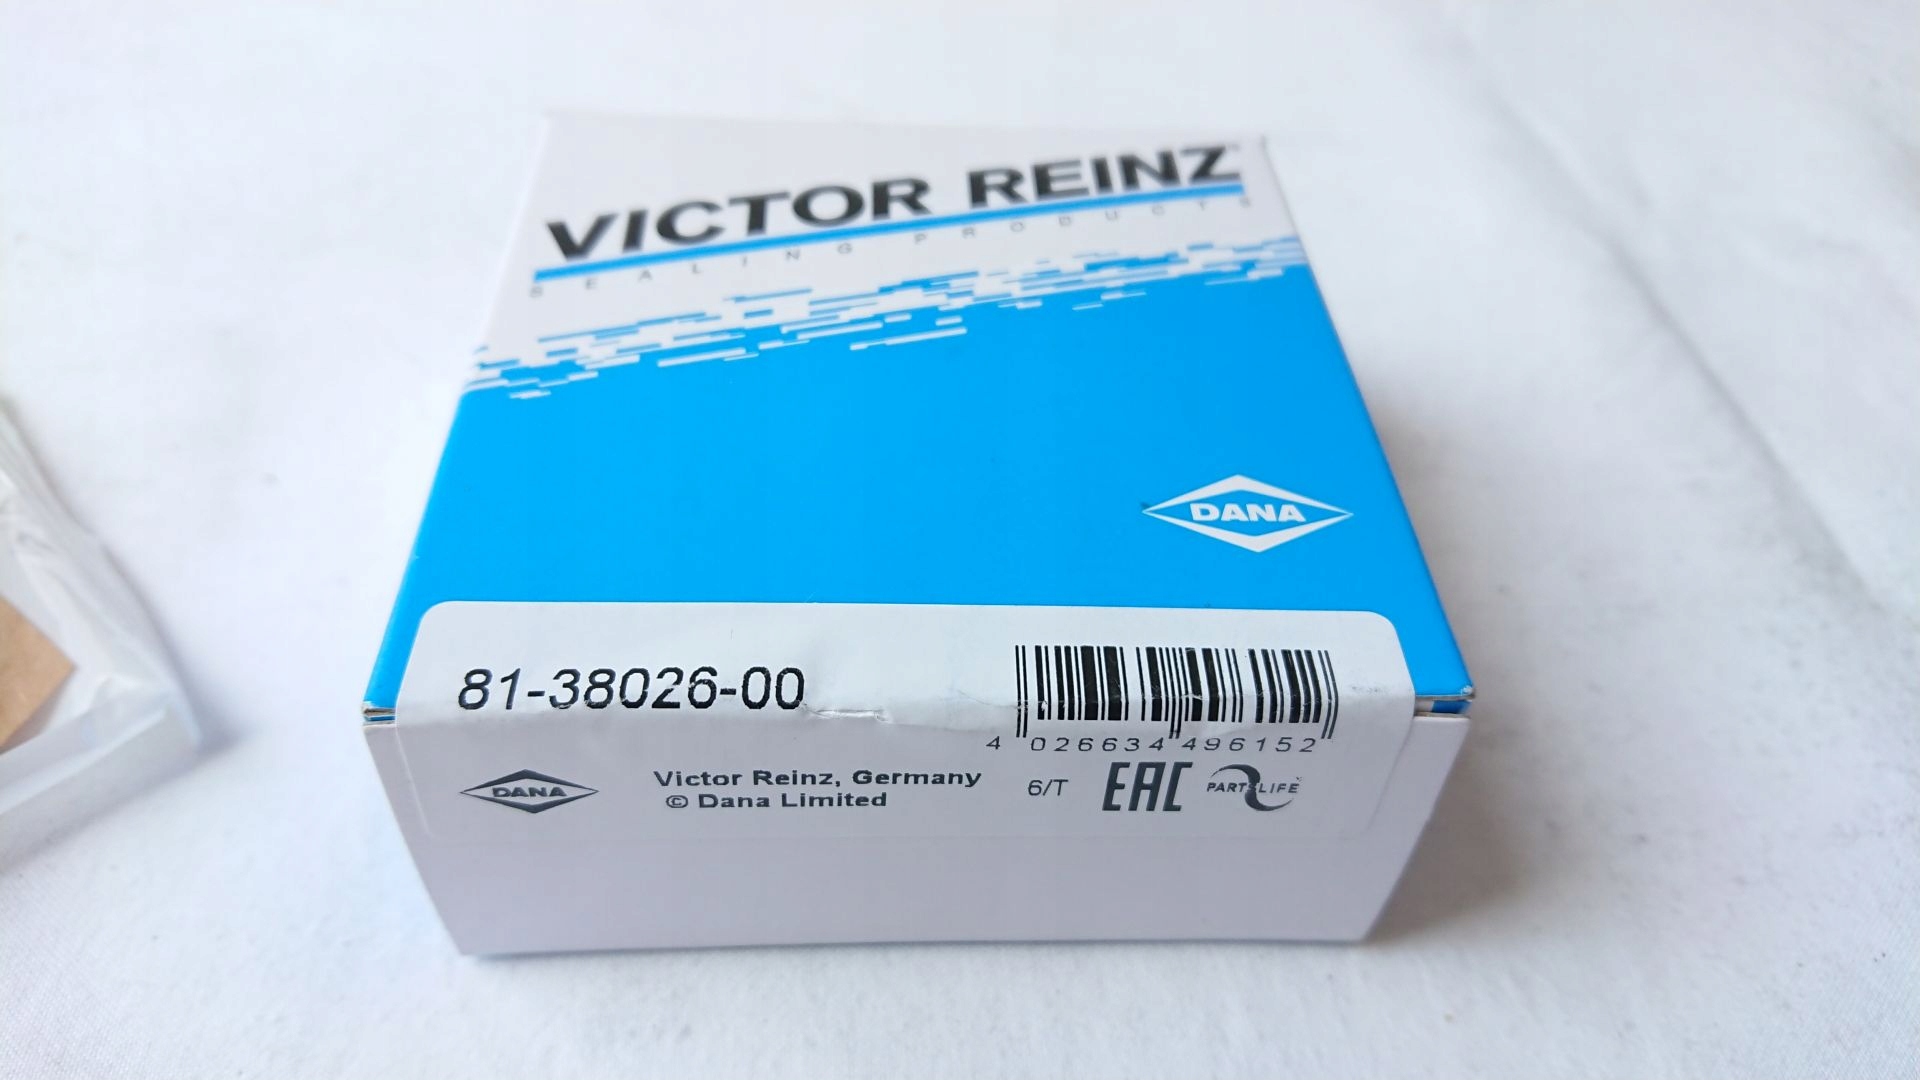 VICTOR REINZ
SEALING PRODUCTS
DANA
81-38026-00
4 026634 496152
DANA
Victor Reinz, Germany
© Dana Limited
6/T
EAC
PARTSLIFE